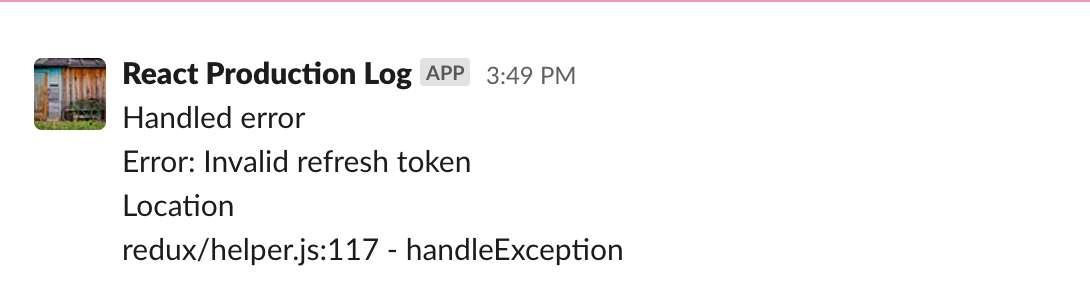 React Production Log APP 3:49 PM
Handled error
Error: Invalid refresh token
Location
redux/helper.js:117 - handleException